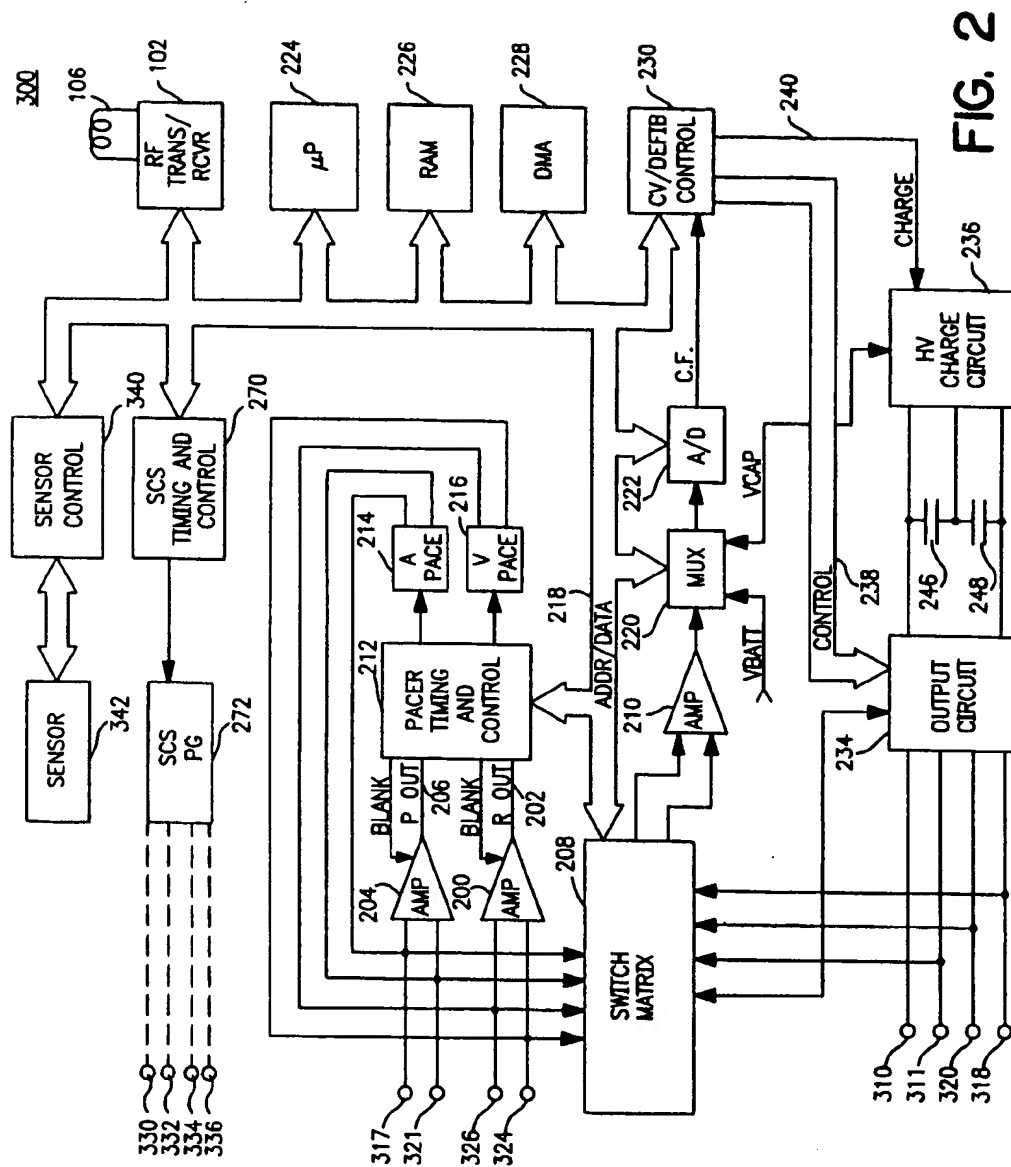 300
106
102
RF
TRANS/
RCVR
224
µP
226
RAM
228
DMA
230
CV/DEFIB
CONTROL
240
CHARGE
236
HV
CHARGE
CIRCUIT
340
SENSOR
CONTROL
270
SCS
TIMING AND
CONTROL
342
SENSOR
272
SCS
PG
330
332
334
336
214
A
PACE
216
V
PACE
212
PACER
TIMING
AND
CONTROL
BLANK
P OUT
206
BLANK
R OUT
202
204
AMP
200
AMP
317
321
326
324
218
ADDR/DATA
208
SWITCH
MATRIX
210
AMP
220
MUX
222
A/D
C.F.
VCAP
VBATT
CONTROL
238
246
248
234
OUTPUT
CIRCUIT
310
311
320
318
FIG. 2